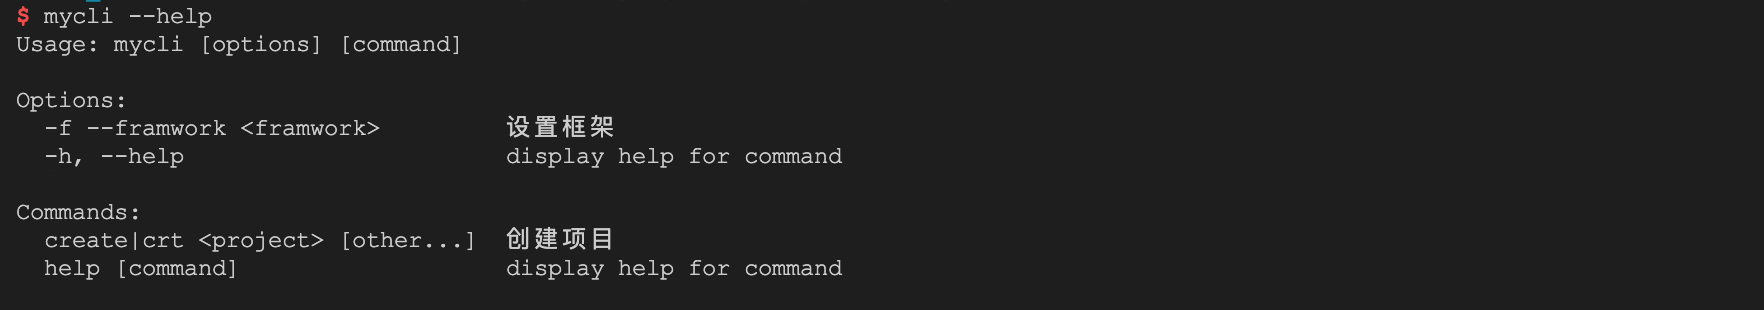 $ mycli --help
Usage: mycli [options] [command]
Options:
-f --framwork <framwork> 设置框架
-h, --help display help for command
Commands:
create|crt <project> [other...] 创建项目
help [command] display help for command